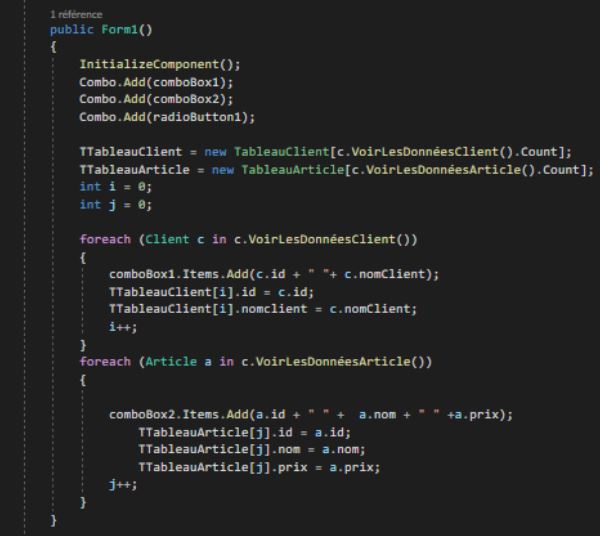 1 référence
public Form1()
{
InitializeComponent();
Combo.Add(comboBox1);
Combo.Add(comboBox2);
Combo.Add(radioButton1);
TTableauClient = new TableauClient[c.VoirLesDonnéesClient().Count];
TTableauArticle = new TableauArticle[c.VoirLesDonnéesArticle().Count];
int i = 0;
int j = 0;
foreach (Client c in c.VoirLesDonnéesClient())
{
comboBox1.Items.Add(c.id + " "+ c.nomClient);
TTableauClient[i].id = c.id;
TTableauClient[i].nomclient = c.nomClient;
i++;
}
foreach (Article a in c.VoirLesDonnéesArticle())
{
comboBox2.Items.Add(a.id + " " +  a.nom + " " +a.prix);
TTableauArticle[j].id = a.id;
TTableauArticle[j].nom = a.nom;
TTableauArticle[j].prix = a.prix;
j++;
}
}